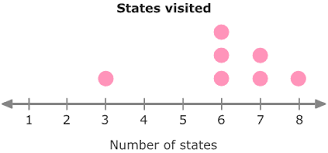 States visited
1 2 3 4 5 6 7 8
Number of states